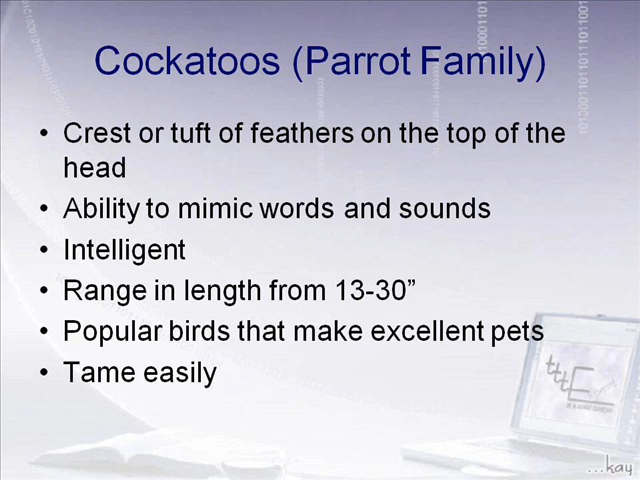 Cockatoos (Parrot Family)
• Crest or tuft of feathers on the top of the
head
• Ability to mimic words and sounds
• Intelligent
• Range in length from 13-30”
• Popular birds that make excellent pets
• Tame easily
tttC
...kay